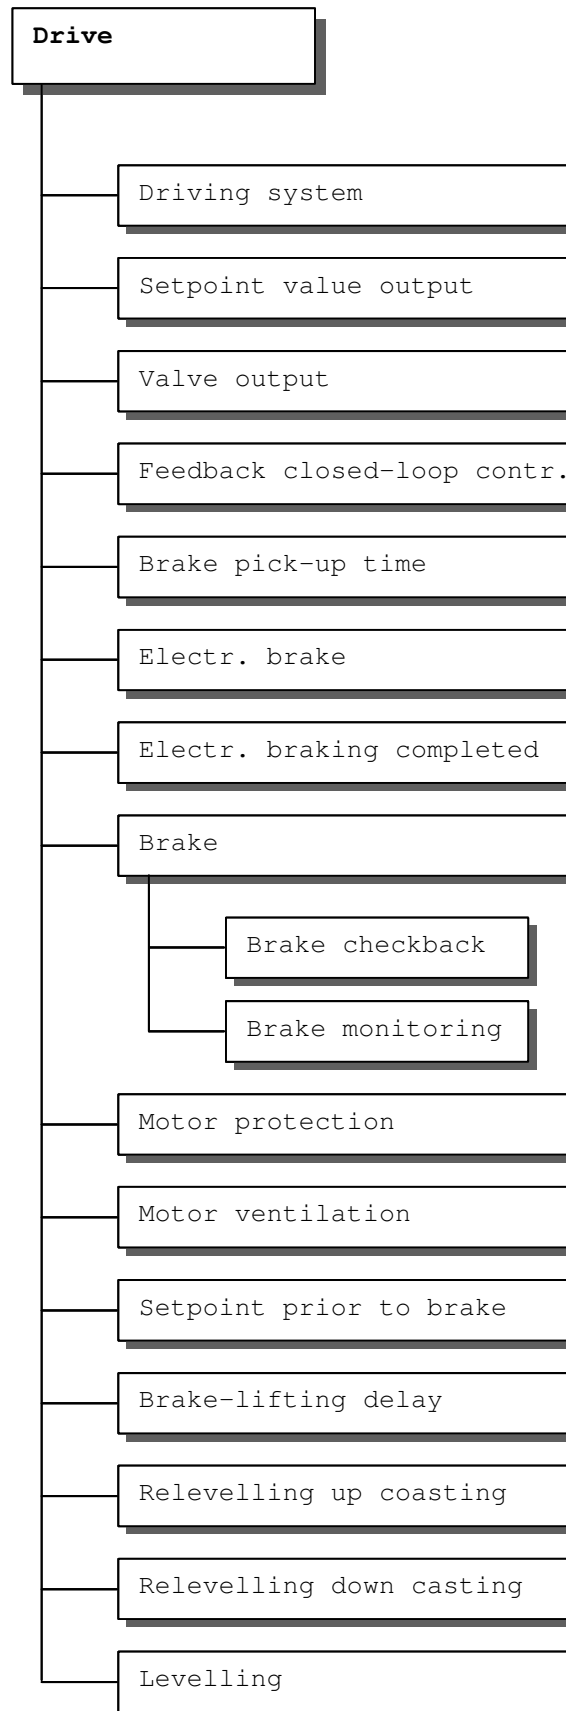 Drive
Driving system
Setpoint value output
Valve output
Feedback closed-loop contr.
Brake pick-up time
Electr. brake
Electr. braking completed
Brake
Brake checkback
Brake monitoring
Motor protection
Motor ventilation
Setpoint prior to brake
Brake-lifting delay
Relevelling up coasting
Relevelling down casting
Levelling